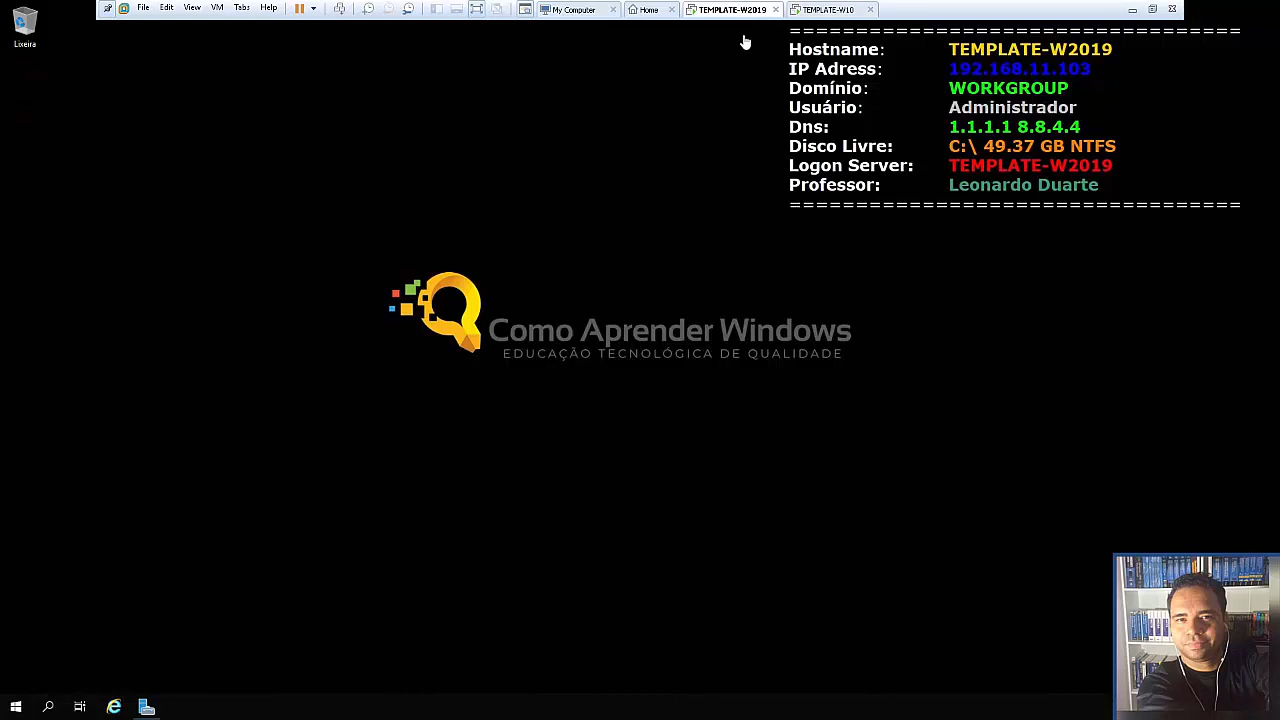 File Edit View VM Tabs Help My Computer Home TEMPLATE-W2019 TEMPLATE-W10
Lixeira
=================================
Hostname: TEMPLATE-W2019
IP Adress: 192.168.11.103
Domínio: WORKGROUP
Usuário: Administrador
Dns: 1.1.1.1 8.8.4.4
Disco Livre: C:\ 49.37 GB NTFS
Logon Server: TEMPLATE-W2019
Professor: Leonardo Duarte
=================================
Como Aprender Windows
EDUCAÇÃO TECNOLÓGICA DE QUALIDADE